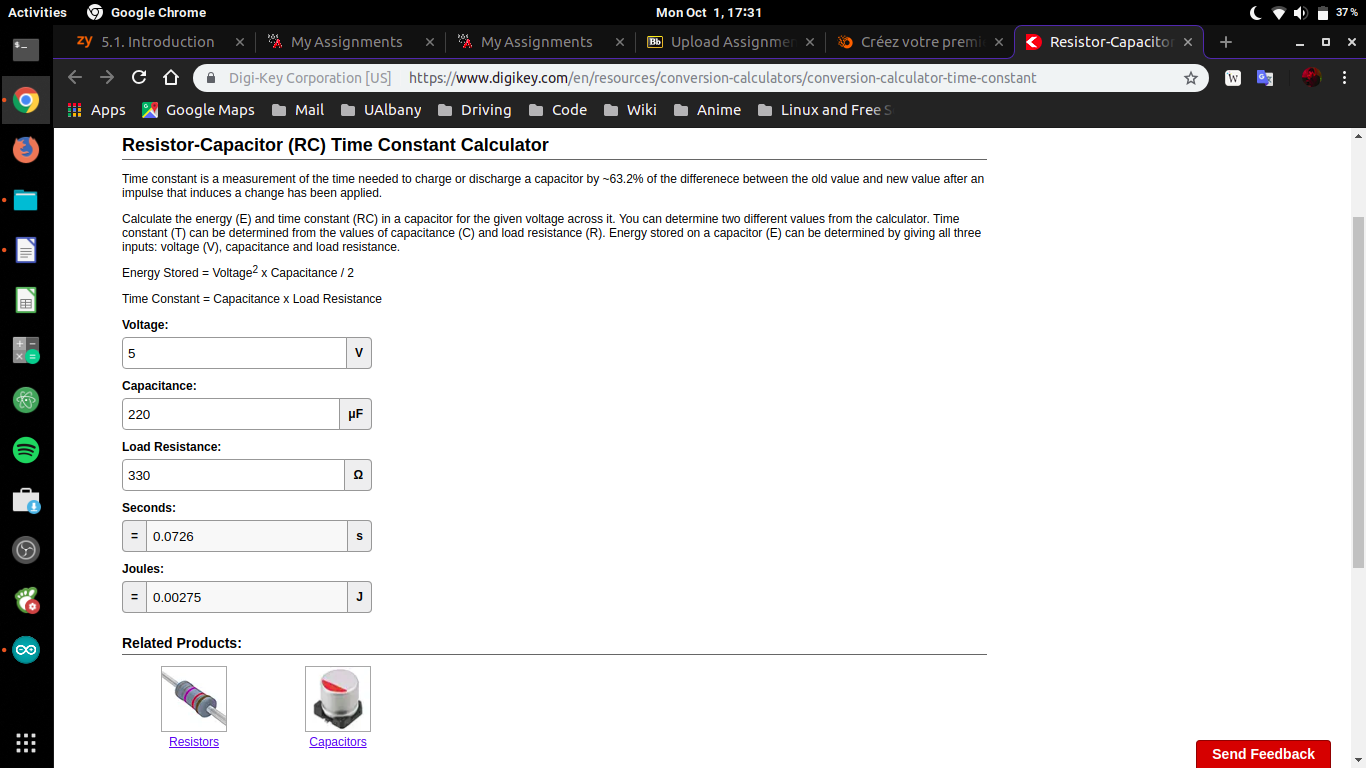 Activities Google Chrome Mon Oct 1, 17:31 37%
zy 5.1. Introduction × My Assignments × My Assignments × Bb Upload Assignmen × Créez votre premi × Resistor-Capacitor ×
Digi-Key Corporation [US] https://www.digikey.com/en/resources/conversion-calculators/conversion-calculator-time-constant W
Apps Google Maps Mail UAlbany Driving Code Wiki Anime Linux and Free S
Resistor-Capacitor (RC) Time Constant Calculator
Time constant is a measurement of the time needed to charge or discharge a capacitor by ~63.2% of the differenece between the old value and new value after an
impulse that induces a change has been applied.
Calculate the energy (E) and time constant (RC) in a capacitor for the given voltage across it. You can determine two different values from the calculator. Time
constant (T) can be determined from the values of capacitance (C) and load resistance (R). Energy stored on a capacitor (E) can be determined by giving all three
inputs: voltage (V), capacitance and load resistance.
Energy Stored = Voltage² x Capacitance / 2
Time Constant = Capacitance x Load Resistance
Voltage:
5 V
Capacitance:
220 µF
Load Resistance:
330 Ω
Seconds:
= 0.0726 s
Joules:
= 0.00275 J
Related Products:
Resistors Capacitors
Send Feedback